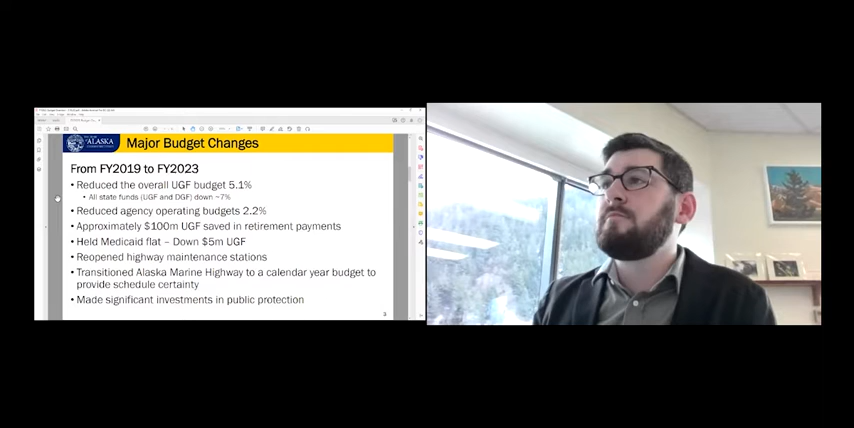 ALASKA
Major Budget Changes
From FY2019 to FY2023
• Reduced the overall UGF budget 5.1%
• All state funds (UGF and DGF) down ~7%
• Reduced agency operating budgets 2.2%
• Approximately $100m UGF saved in retirement payments
• Held Medicaid flat – Down $5m UGF
• Reopened highway maintenance stations
• Transitioned Alaska Marine Highway to a calendar year budget to
provide schedule certainty
• Made significant investments in public protection
3